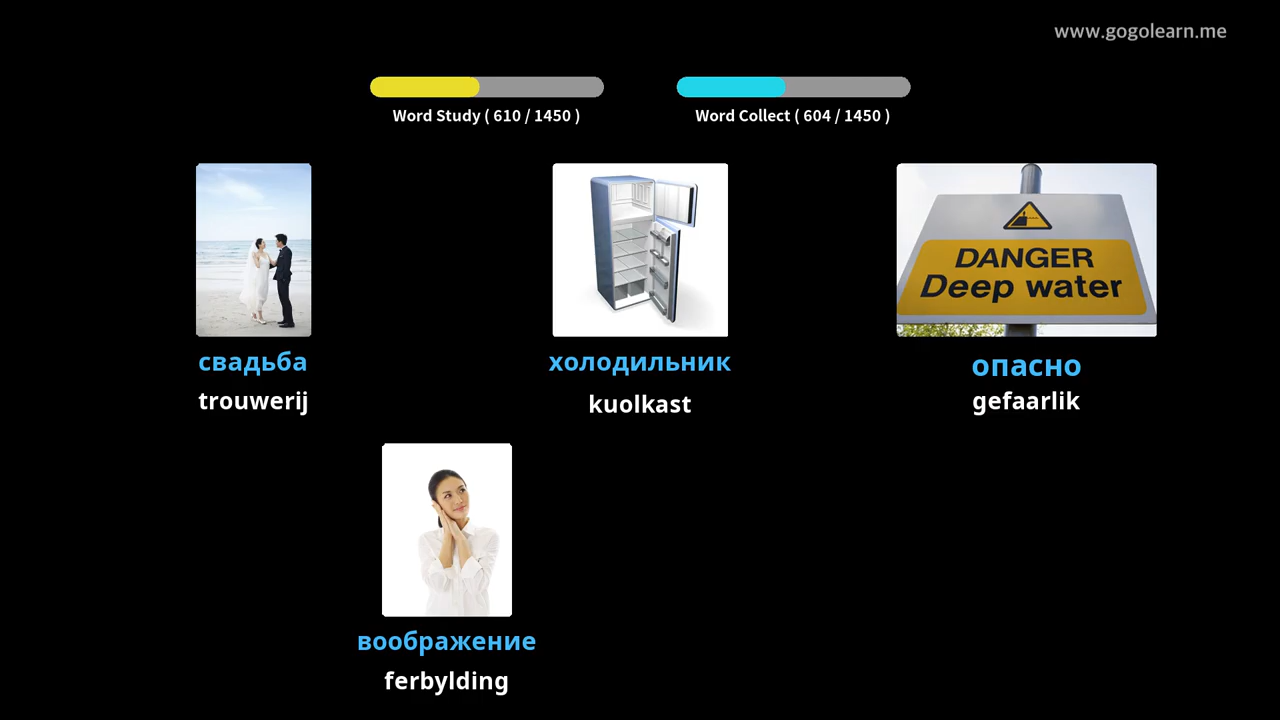 www.gogolearn.me
Word Study ( 610 / 1450 )
Word Collect ( 604 / 1450 )
DANGER
Deep water
свадьба
холодильник
опасно
trouwerij
kuolkast
gefaarlik
воображение
ferbylding